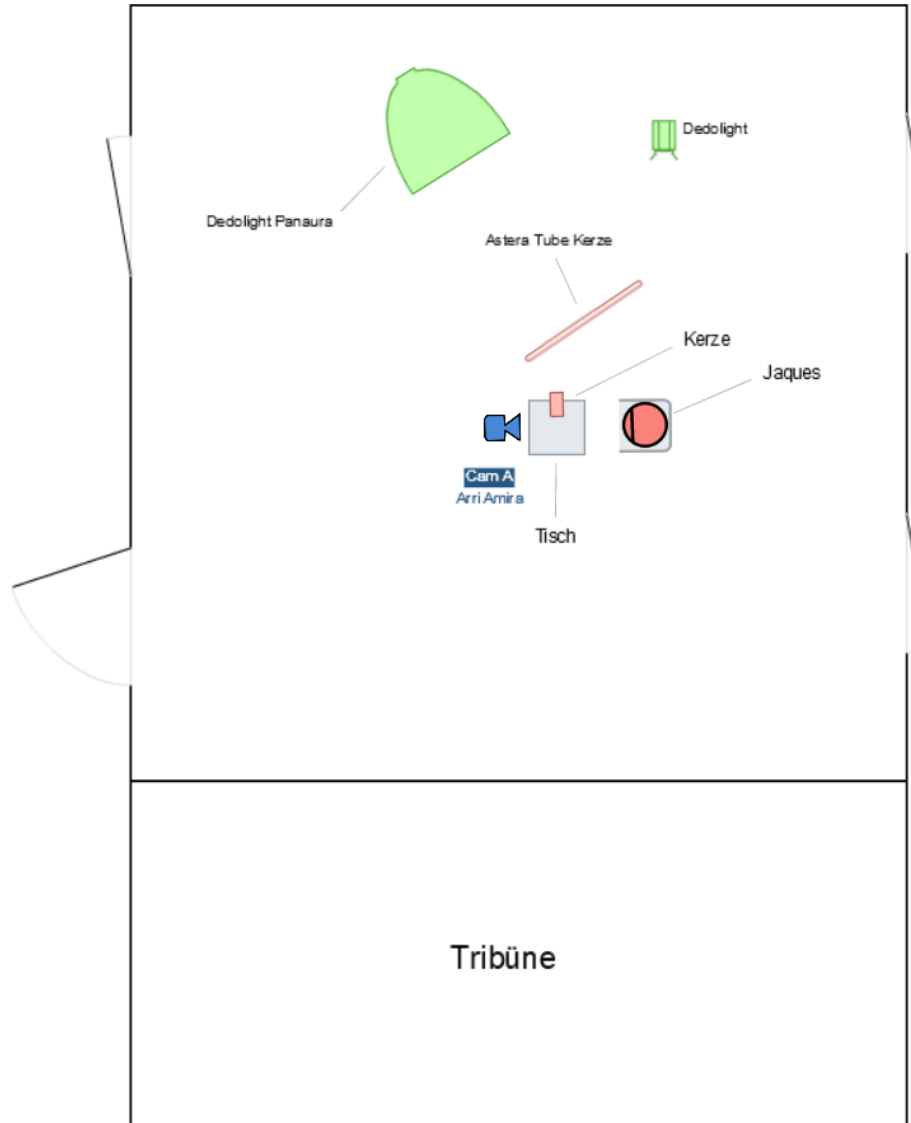 Dedolight
Dedolight Panaura
Astera Tube Kerze
Kerze
Jaques
Cam A
Arri Amira
Tisch
Tribüne